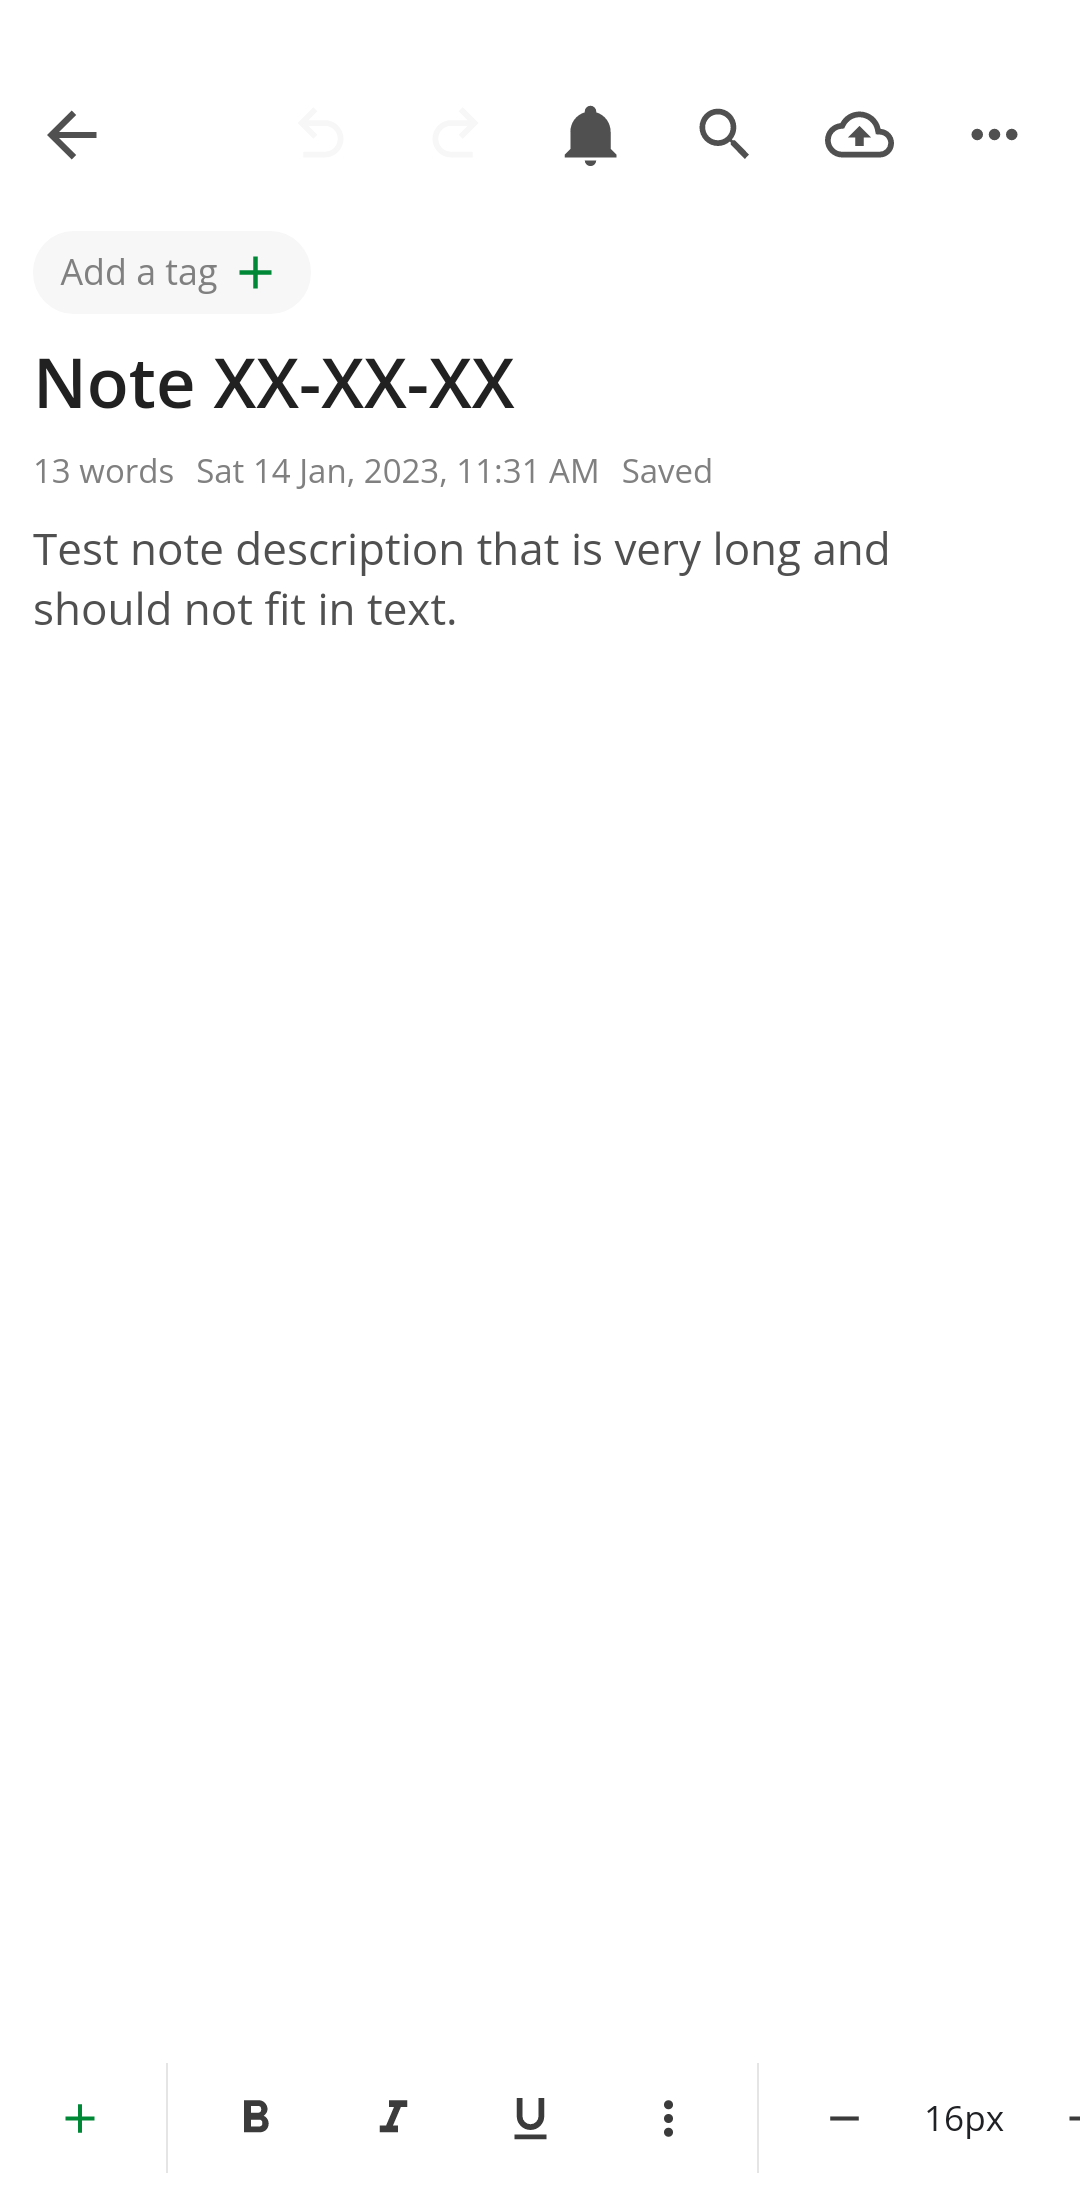 Add a tag
Note XX-XX-XX
13 words Sat 14 Jan, 2023, 11:31 AM Saved
Test note description that is very long and
should not fit in text.
B I U 16px